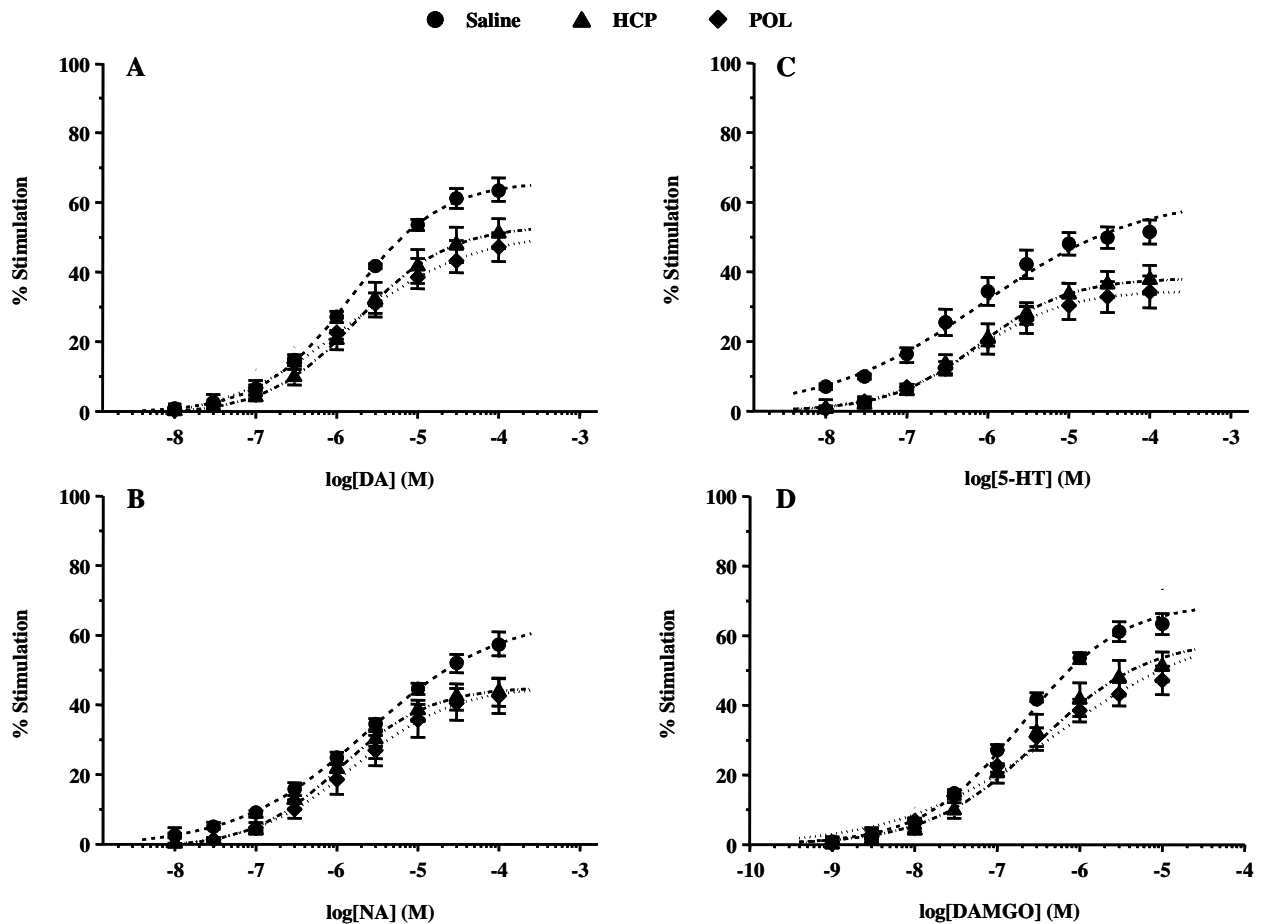 Saline HCP POL
A
100
80
60
40
20
0
% Stimulation
-8 -7 -6 -5 -4 -3
log[DA] (M)
C
100
80
60
40
20
0
% Stimulation
-8 -7 -6 -5 -4 -3
log[5-HT] (M)
B
100
80
60
40
20
0
% Stimulation
-8 -7 -6 -5 -4 -3
log[NA] (M)
D
100
80
60
40
20
0
% Stimulation
-10 -9 -8 -7 -6 -5 -4
log[DAMGO] (M)